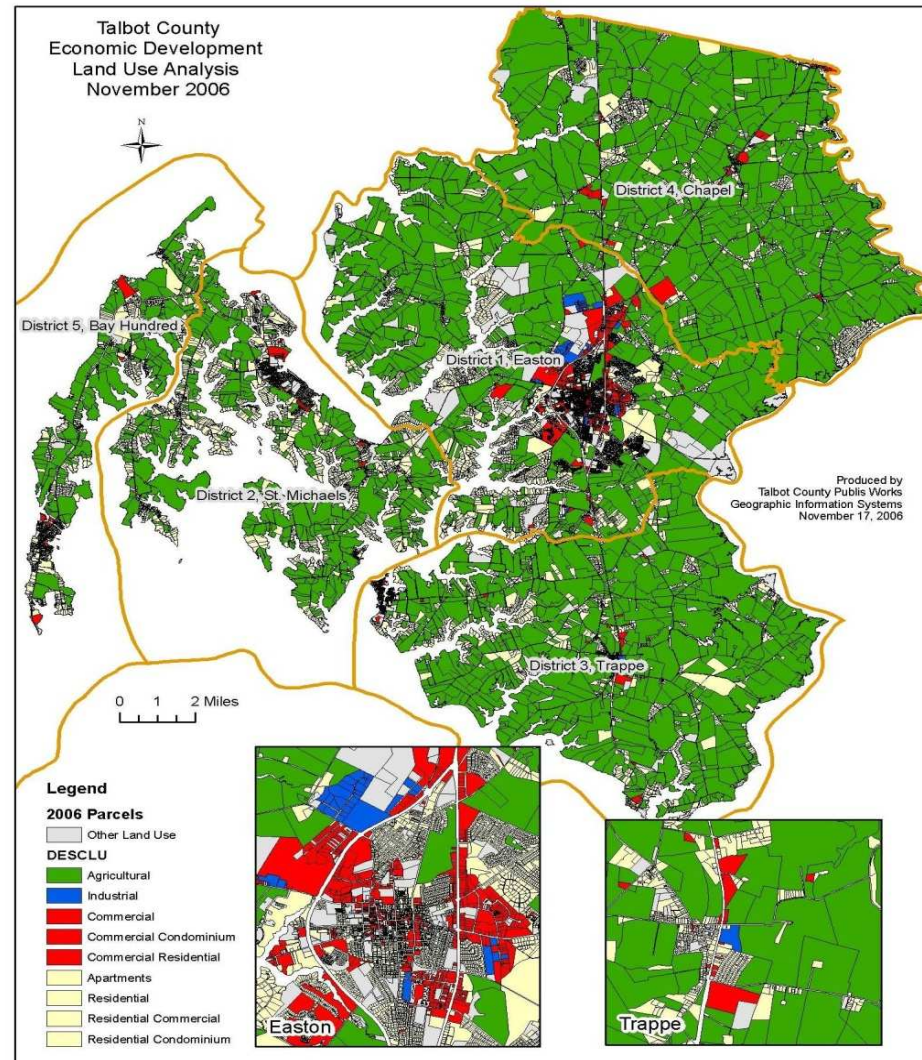 Talbot County
Economic Development
Land Use Analysis
November 2006
N
District 4, Chapel
District 5, Bay Hundred
District 1, Easton
District 2, St. Michaels
Produced by
Talbot County Publis Works
Geographic Information Systems
November 17, 2006
District 3, Trappe
0 1 2 Miles
Legend
2006 Parcels
Other Land Use
DESCLU
Agricultural
Industrial
Commercial
Commercial Condominium
Commercial Residential
Apartments
Residential
Residential Commercial
Residential Condominium
Easton
Trappe